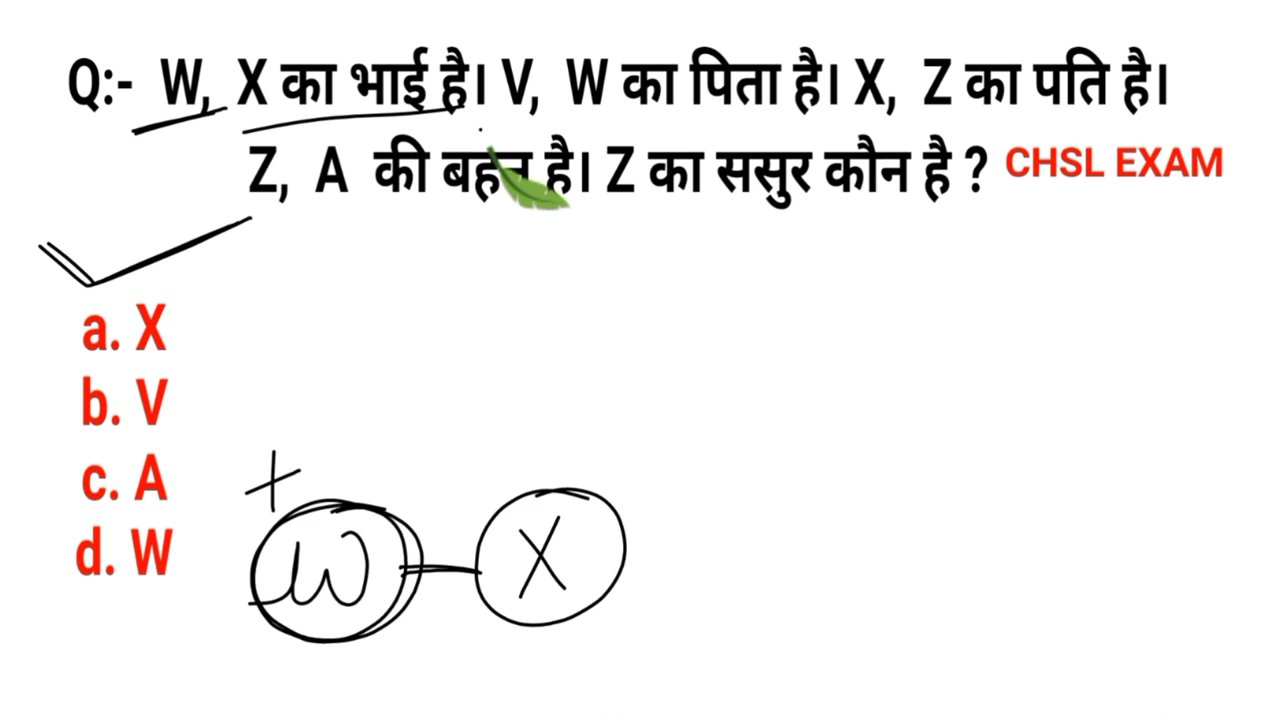 Q:- W, X का भाई है। V, W का पिता है। X, Z का पति है।
Z, A की बहन है। Z का ससुर कौन है ? CHSL EXAM
a. X
b. V
c. A
d. W
+
W X